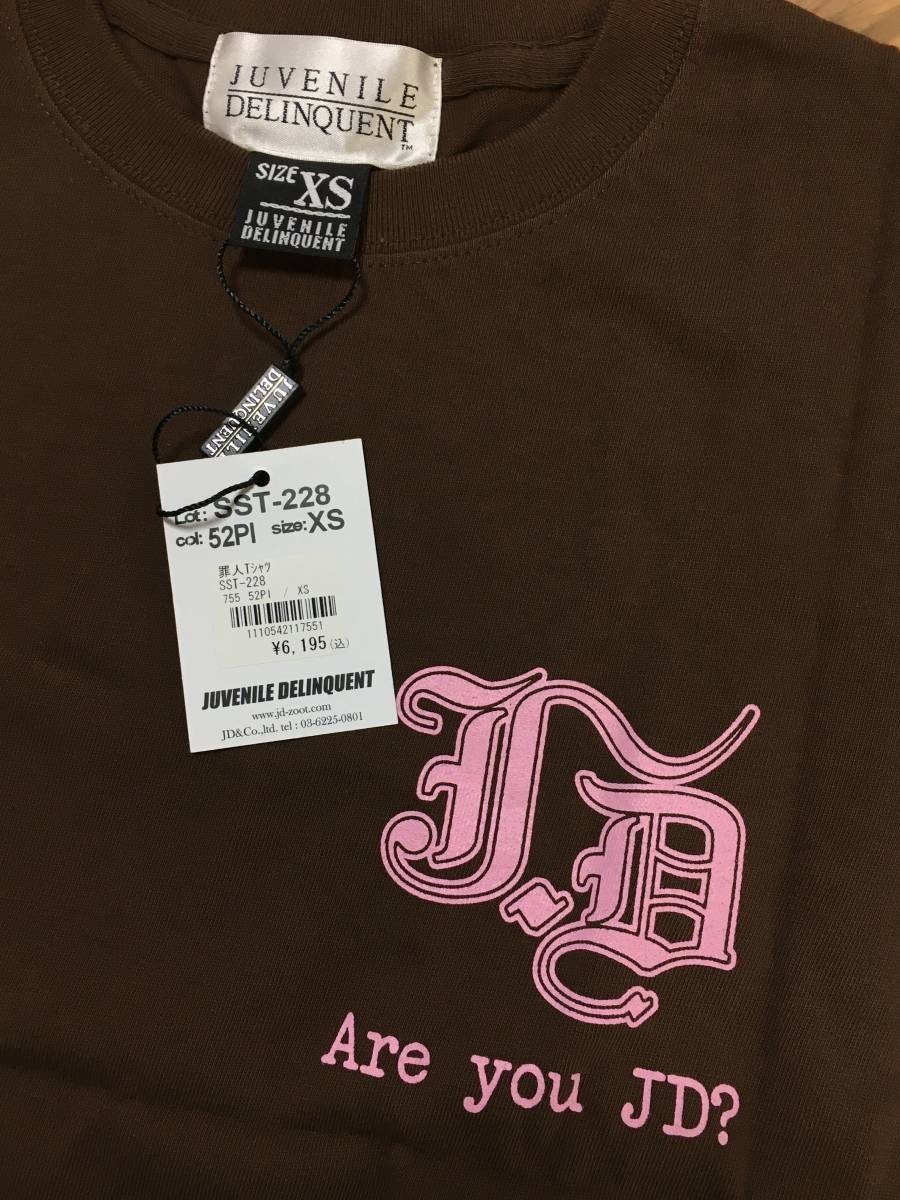 JUVENILE
DELINQUENT
™
SIZE XS
JUVENILE
DELINQUENT
JUVENILE
DELINQUENT
Lot: SST-228
col: 52PI size: XS
罪人Tシャツ
SST-228
755 52PI / XS
1110542117551
¥6,195(込)
JUVENILE DELINQUENT
www.jd-zoot.com
JD&Co.,ltd. tel : 03-6225-0801
J.D
Are you JD?